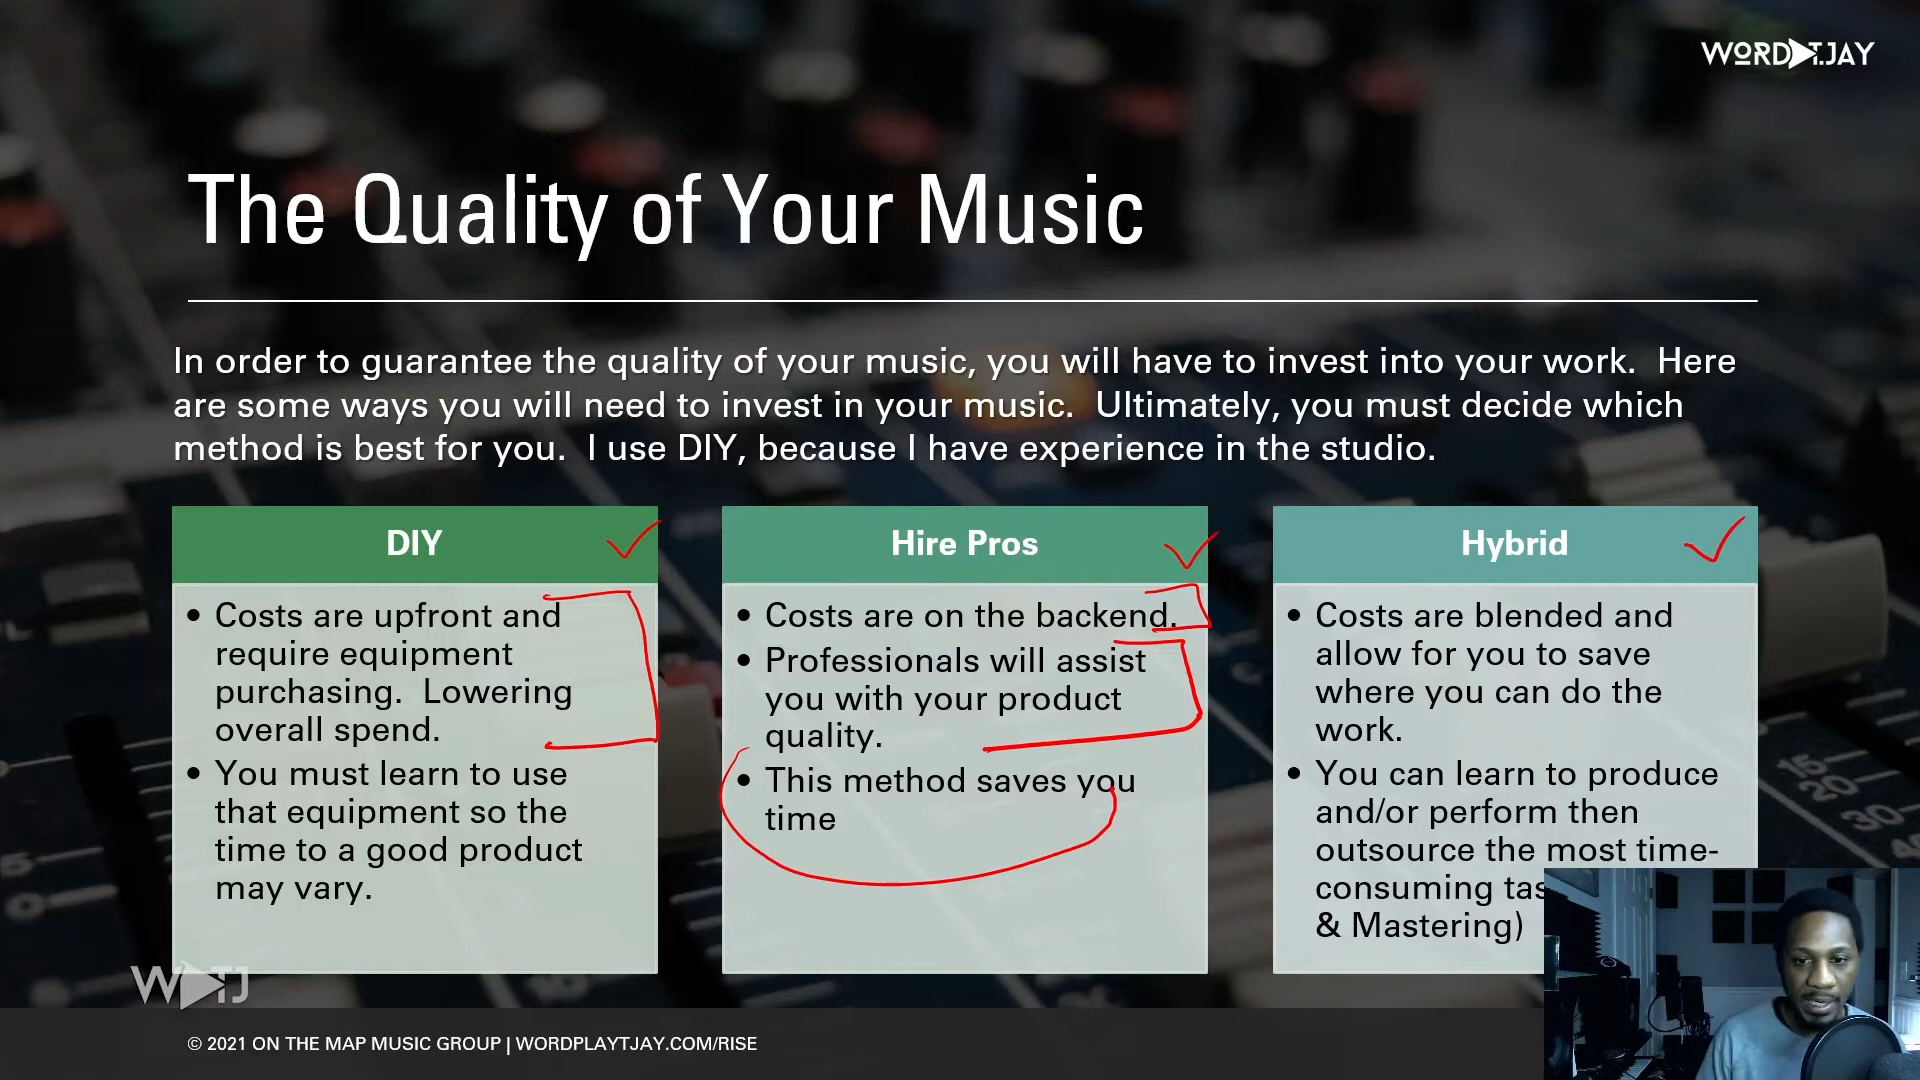 WORDPLAYT.JAY
The Quality of Your Music
In order to guarantee the quality of your music, you will have to invest into your work.  Here
are some ways you will need to invest in your music.  Ultimately, you must decide which
method is best for you.  I use DIY, because I have experience in the studio.
DIY
• Costs are upfront and
require equipment
purchasing.  Lowering
overall spend.
• You must learn to use
that equipment so the
time to a good product
may vary.
Hire Pros
• Costs are on the backend.
• Professionals will assist
you with your product
quality.
• This method saves you
time
Hybrid
• Costs are blended and
allow for you to save
where you can do the
work.
• You can learn to produce
and/or perform then
outsource the most time-
consuming
& Mastering)
15
20
30
WTJ
© 2021 ON THE MAP MUSIC GROUP | WORDPLAYTJAY.COM/RISE